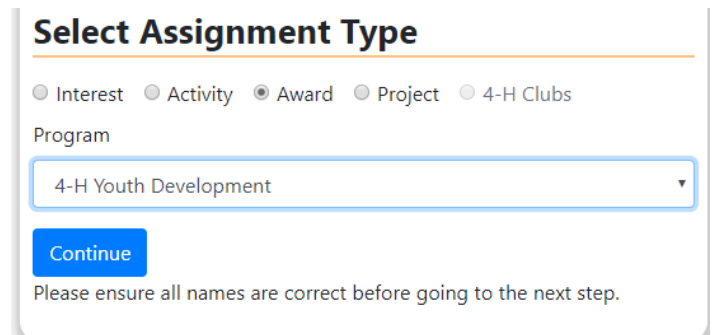 Select Assignment Type
Interest Activity Award Project 4-H Clubs
Program
4-H Youth Development
Continue
Please ensure all names are correct before going to the next step.